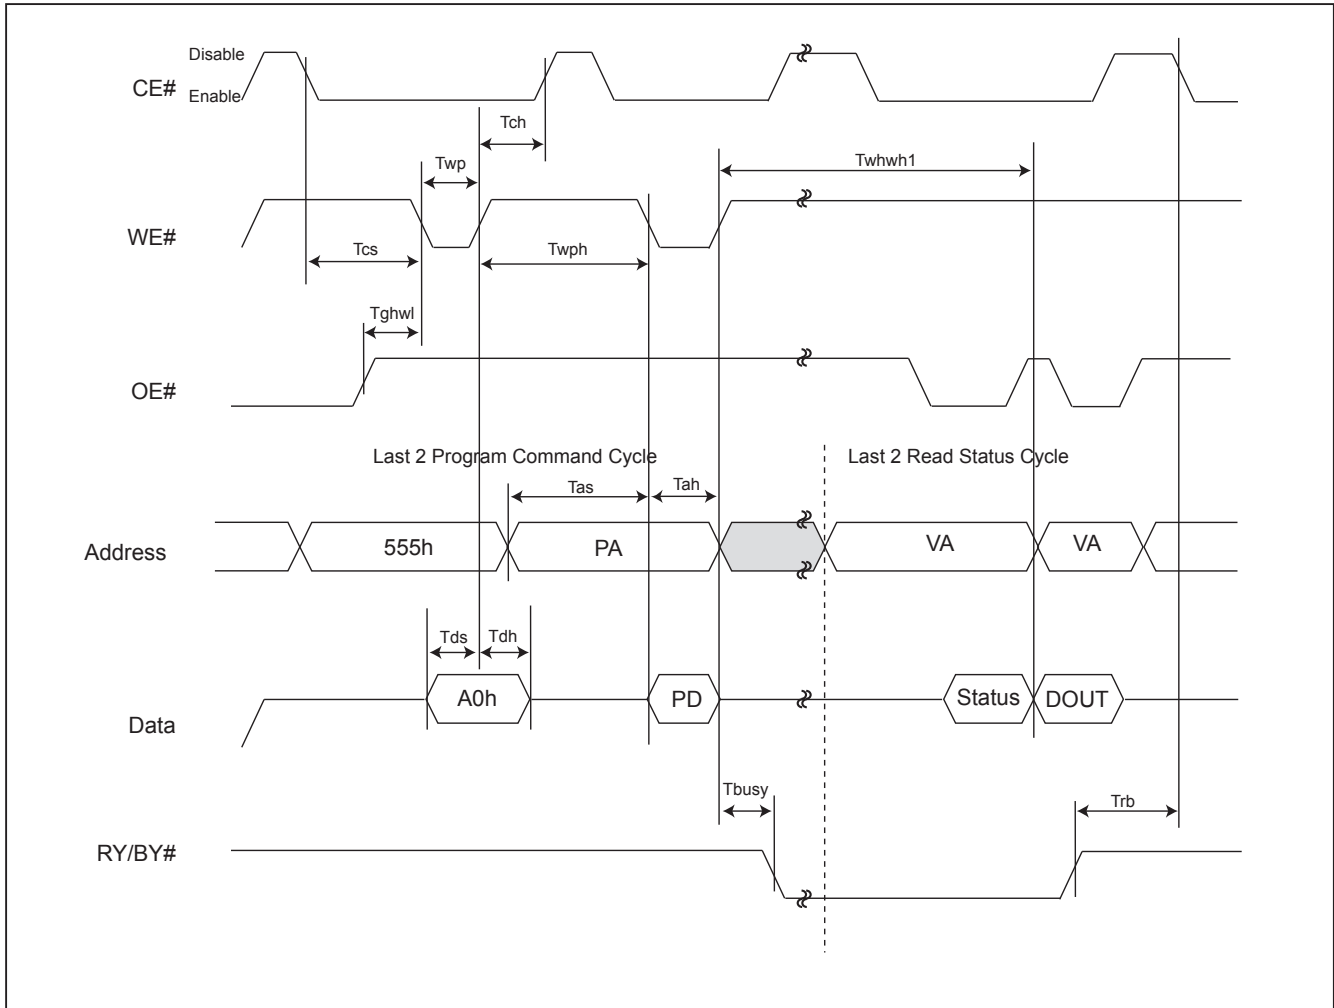 Disable
CE#
Enable
Tch
Twp
Twhwh1
WE#
Tcs
Twph
Tghwl
OE#
Last 2 Program Command Cycle
Last 2 Read Status Cycle
Tas
Tah
Address
555h
PA
VA
VA
Tds
Tdh
Data
A0h
PD
Status
DOUT
Tbusy
Trb
RY/BY#